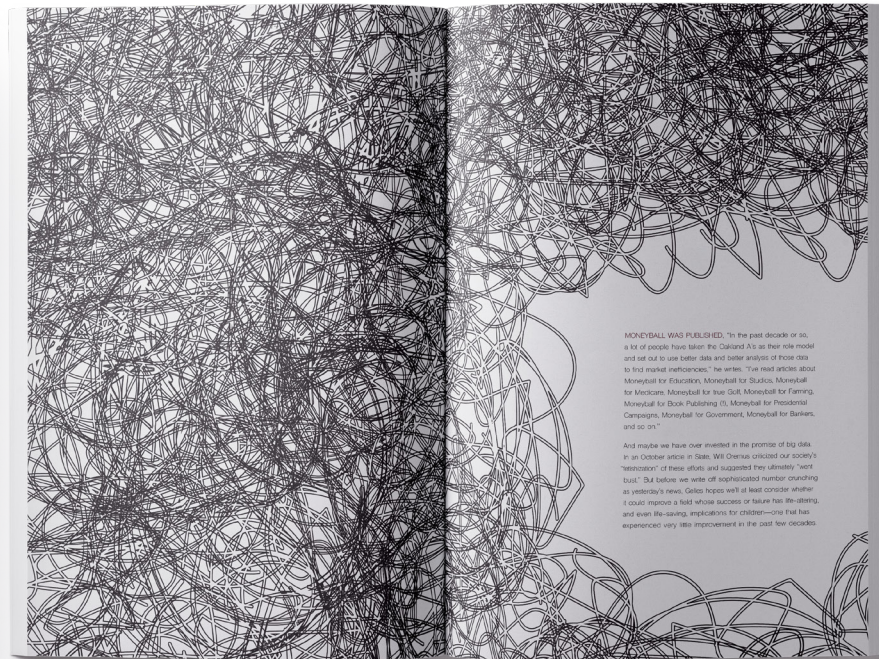 MONEYBALL WAS PUBLISHED, "In the past decade or so,
a lot of people have taken the Oakland A's as their role model
and set out to use better data and better analysis of those data
to find market inefficiencies," he writes. "I've read articles about
Moneyball for Education, Moneyball for Studios, Moneyball
for Medicare, Moneyball for true Golf, Moneyball for Farming,
Moneyball for Book Publishing (!), Moneyball for Presidential
Campaigns, Moneyball for Government, Moneyball for Bankers,
and so on."
And maybe we have over invested in the promise of big data
in an October article in Slate, Will Oremus criticized our society's
"fetishization" of these efforts and suggested they ultimately "went
bust." But before we write off sophisticated number crunching
as yesterday's news, Gelles hopes we'll at least consider whether
it could improve a field whose success or failure has life-altering,
and even life-saving, implications for children—one that has
experienced very little improvement in the past few decades